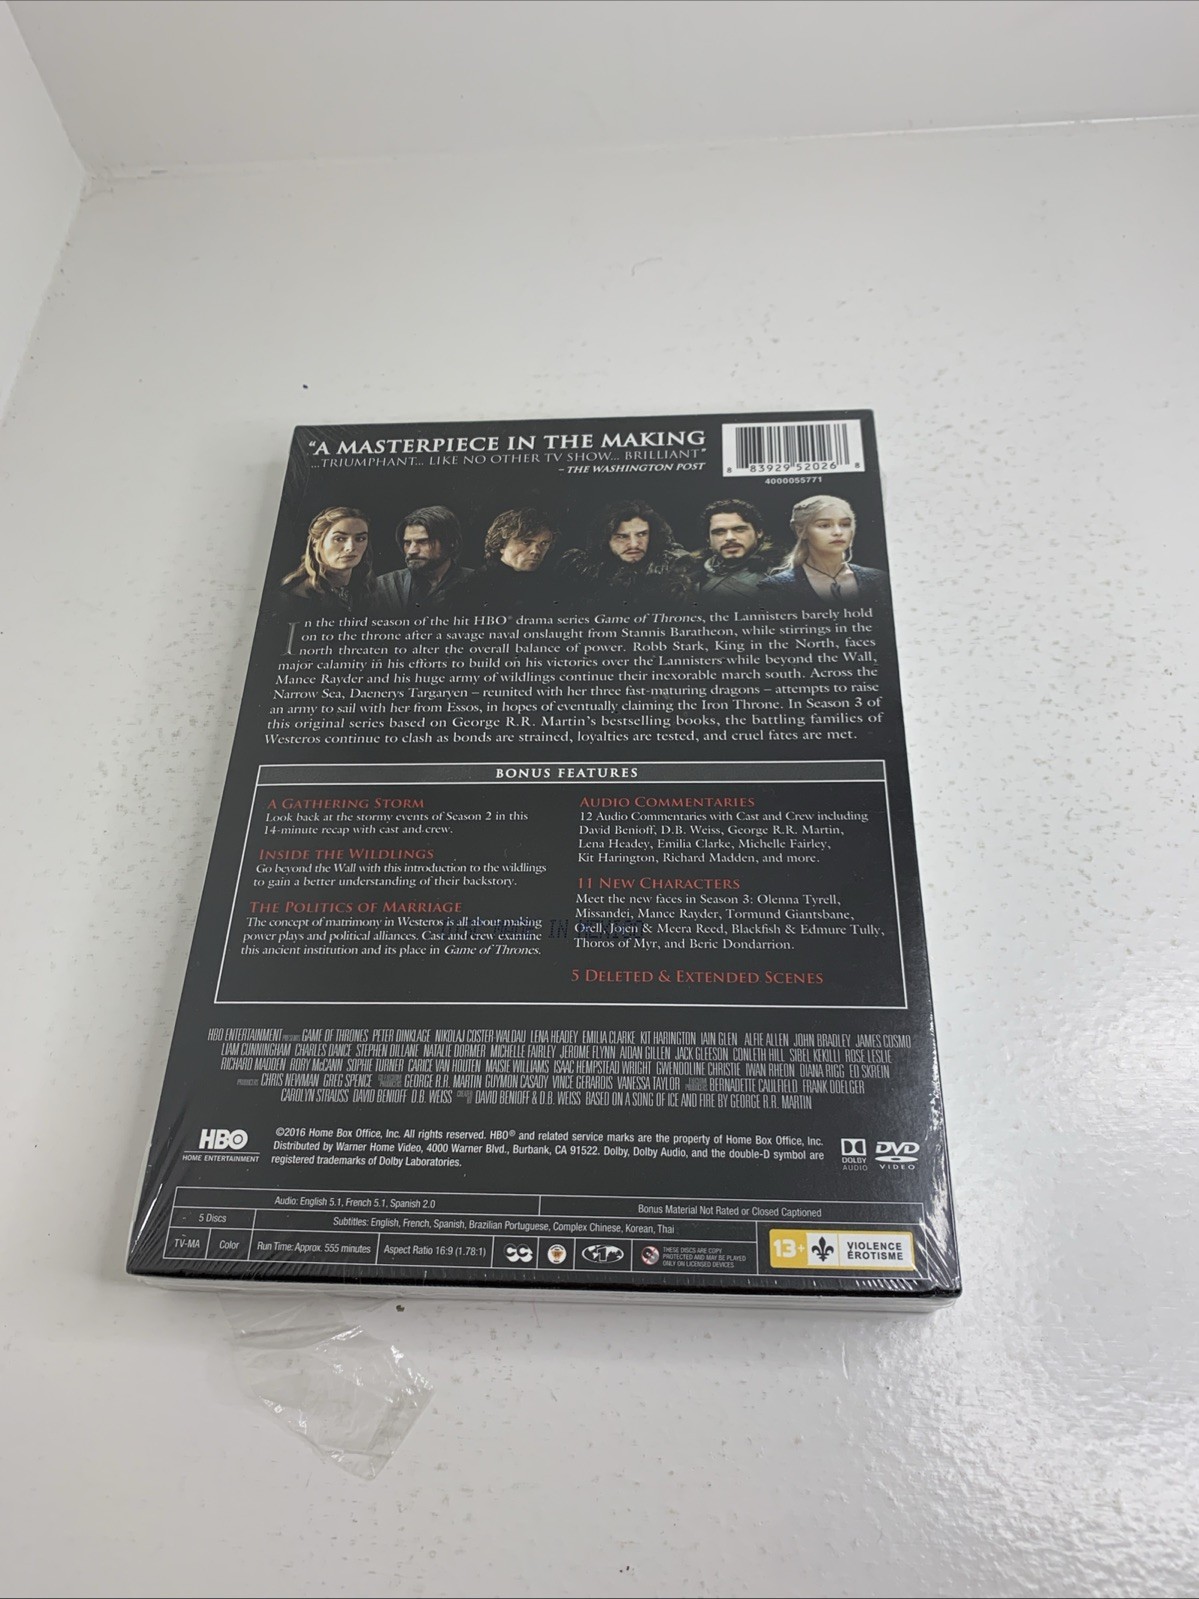 "A MASTERPIECE IN THE MAKING
...TRIUMPHANT... LIKE NO OTHER TV SHOW... BRILLIANT"
– THE WASHINGTON POST
8 83929 52026 8
4000055771
In the third season of the hit HBO® drama series Game of Thrones, the Lannisters barely hold
on to the throne after a savage naval onslaught from Stannis Baratheon, while stirrings in the
north threaten to alter the overall balance of power. Robb Stark, King in the North, faces
major calamity in his efforts to build on his victories over the Lannisters while beyond the Wall,
Mance Rayder and his huge army of wildlings continue their inexorable march south. Across the
Narrow Sea, Daenerys Targaryen – reunited with her three fast-maturing dragons – attempts to raise
an army to sail with her from Essos, in hopes of eventually claiming the Iron Throne. In Season 3 of
this original series based on George R.R. Martin's bestselling books, the battling families of
Westeros continue to clash as bonds are strained, loyalties are tested, and cruel fates are met.
BONUS FEATURES
A GATHERING STORM
Look back at the stormy events of Season 2 in this
14-minute recap with cast and crew.
INSIDE THE WILDLINGS
Go beyond the Wall with this introduction to the wildlings
to gain a better understanding of their backstory.
THE POLITICS OF MARRIAGE
The concept of matrimony in Westeros is all about making
power plays and political alliances. Cast and crew examine
this ancient institution and its place in Game of Thrones.
AUDIO COMMENTARIES
12 Audio Commentaries with Cast and Crew including
David Benioff, D.B. Weiss, George R.R. Martin,
Lena Headey, Emilia Clarke, Michelle Fairley,
Kit Harington, Richard Madden, and more.
11 NEW CHARACTERS
Meet the new faces in Season 3: Olenna Tyrell,
Missandei, Mance Rayder, Tormund Giantsbane,
Orell, Jojen & Meera Reed, Blackfish & Edmure Tully,
Thoros of Myr, and Beric Dondarrion.
5 DELETED & EXTENDED SCENES
MADE IN MEXICO
HBO ENTERTAINMENT PRESENTS GAME OF THRONES PETER DINKLAGE NIKOLAJ COSTER-WALDAU LENA HEADEY EMILIA CLARKE KIT HARINGTON IAIN GLEN ALFIE ALLEN JOHN BRADLEY JAMES COSMO
LIAM CUNNINGHAM CHARLES DANCE STEPHEN DILLANE NATALIE DORMER MICHELLE FAIRLEY JEROME FLYNN AIDAN GILLEN JACK GLEESON CONLETH HILL SIBEL KEKILLI ROSE LESLIE
RICHARD MADDEN RORY McCANN SOPHIE TURNER CARICE VAN HOUTEN MAISIE WILLIAMS ISAAC HEMPSTEAD WRIGHT GWENDOLINE CHRISTIE IWAN RHEON DIANA RIGG ED SKREIN
PRODUCED BY CHRIS NEWMAN GREG SPENCE GEORGE R.R. MARTIN GUYMON CASADY VINCE GERARDIS VANESSA TAYLOR BERNADETTE CAULFIELD FRANK DOELGER
CAROLYN STRAUSS DAVID BENIOFF D.B. WEISS CREATED BY DAVID BENIOFF & D.B. WEISS BASED ON A SONG OF ICE AND FIRE BY GEORGE R.R. MARTIN
HBO
HOME ENTERTAINMENT
©2016 Home Box Office, Inc. All rights reserved. HBO® and related service marks are the property of Home Box Office, Inc.
Distributed by Warner Home Video, 4000 Warner Blvd., Burbank, CA 91522. Dolby, Dolby Audio, and the double-D symbol are
registered trademarks of Dolby Laboratories.
DOLBY
AUDIO
DVD
VIDEO
Audio: English 5.1, French 5.1, Spanish 2.0
Bonus Material Not Rated or Closed Captioned
5 Discs
Subtitles: English, French, Spanish, Brazilian Portuguese, Complex Chinese, Korean, Thai
TV-MA
Color
Run Time: Approx. 555 minutes
Aspect Ratio 16:9 (1.78:1)
1
THESE DISCS ARE COPY
PROTECTED AND MAY BE PLAYED
ONLY ON LICENSED DEVICES
13+
VIOLENCE
ÉROTISME